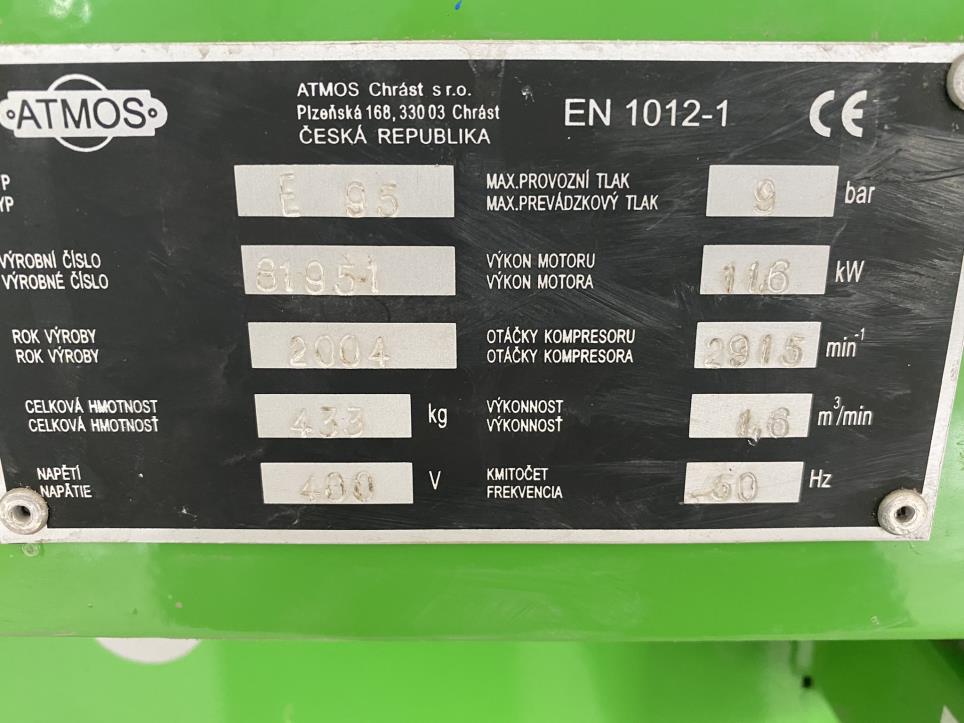 ATMOS
ATMOS Chrást s r.o.
Plzeňská 168, 330 03 Chrást
ČESKÁ REPUBLIKA
EN 1012-1 CE
YP
YP
E 95
VÝROBNÍ ČÍSLO
VÝROBNÉ ČÍSLO
81951
ROK VÝROBY
ROK VÝROBY
2004
CELKOVÁ HMOTNOST
CELKOVÁ HMOTNOSŤ
433 kg
NAPĚTÍ
NAPÄTIE
400 V
MAX.PROVOZNÍ TLAK
MAX.PREVÁDZKOVÝ TLAK
9 bar
VÝKON MOTORU
VÝKON MOTORA
11,6 kW
OTÁČKY KOMPRESORU
OTÁČKY KOMPRESORA
2915 min⁻¹
VÝKONNOST
VÝKONNOSŤ
1,6 m³/min
KMITOČET
FREKVENCIA
Hz